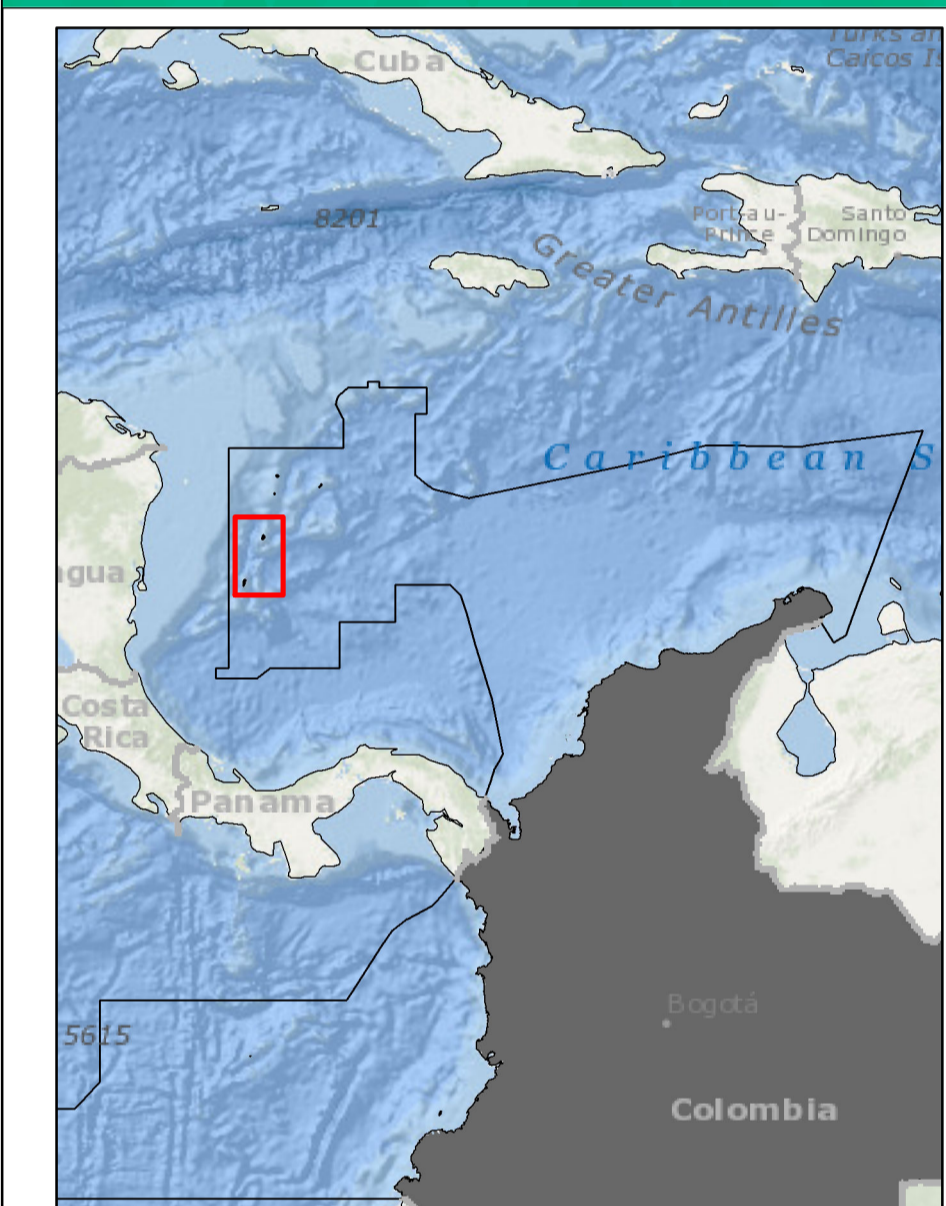 Turks an
Caicos Is
Cuba
8201
Port-au-
Prince
Santo
Domingo
Greater Antilles
Caribbean S
agua
Costa
Rica
Panama
Bogotá
5615
Colombia